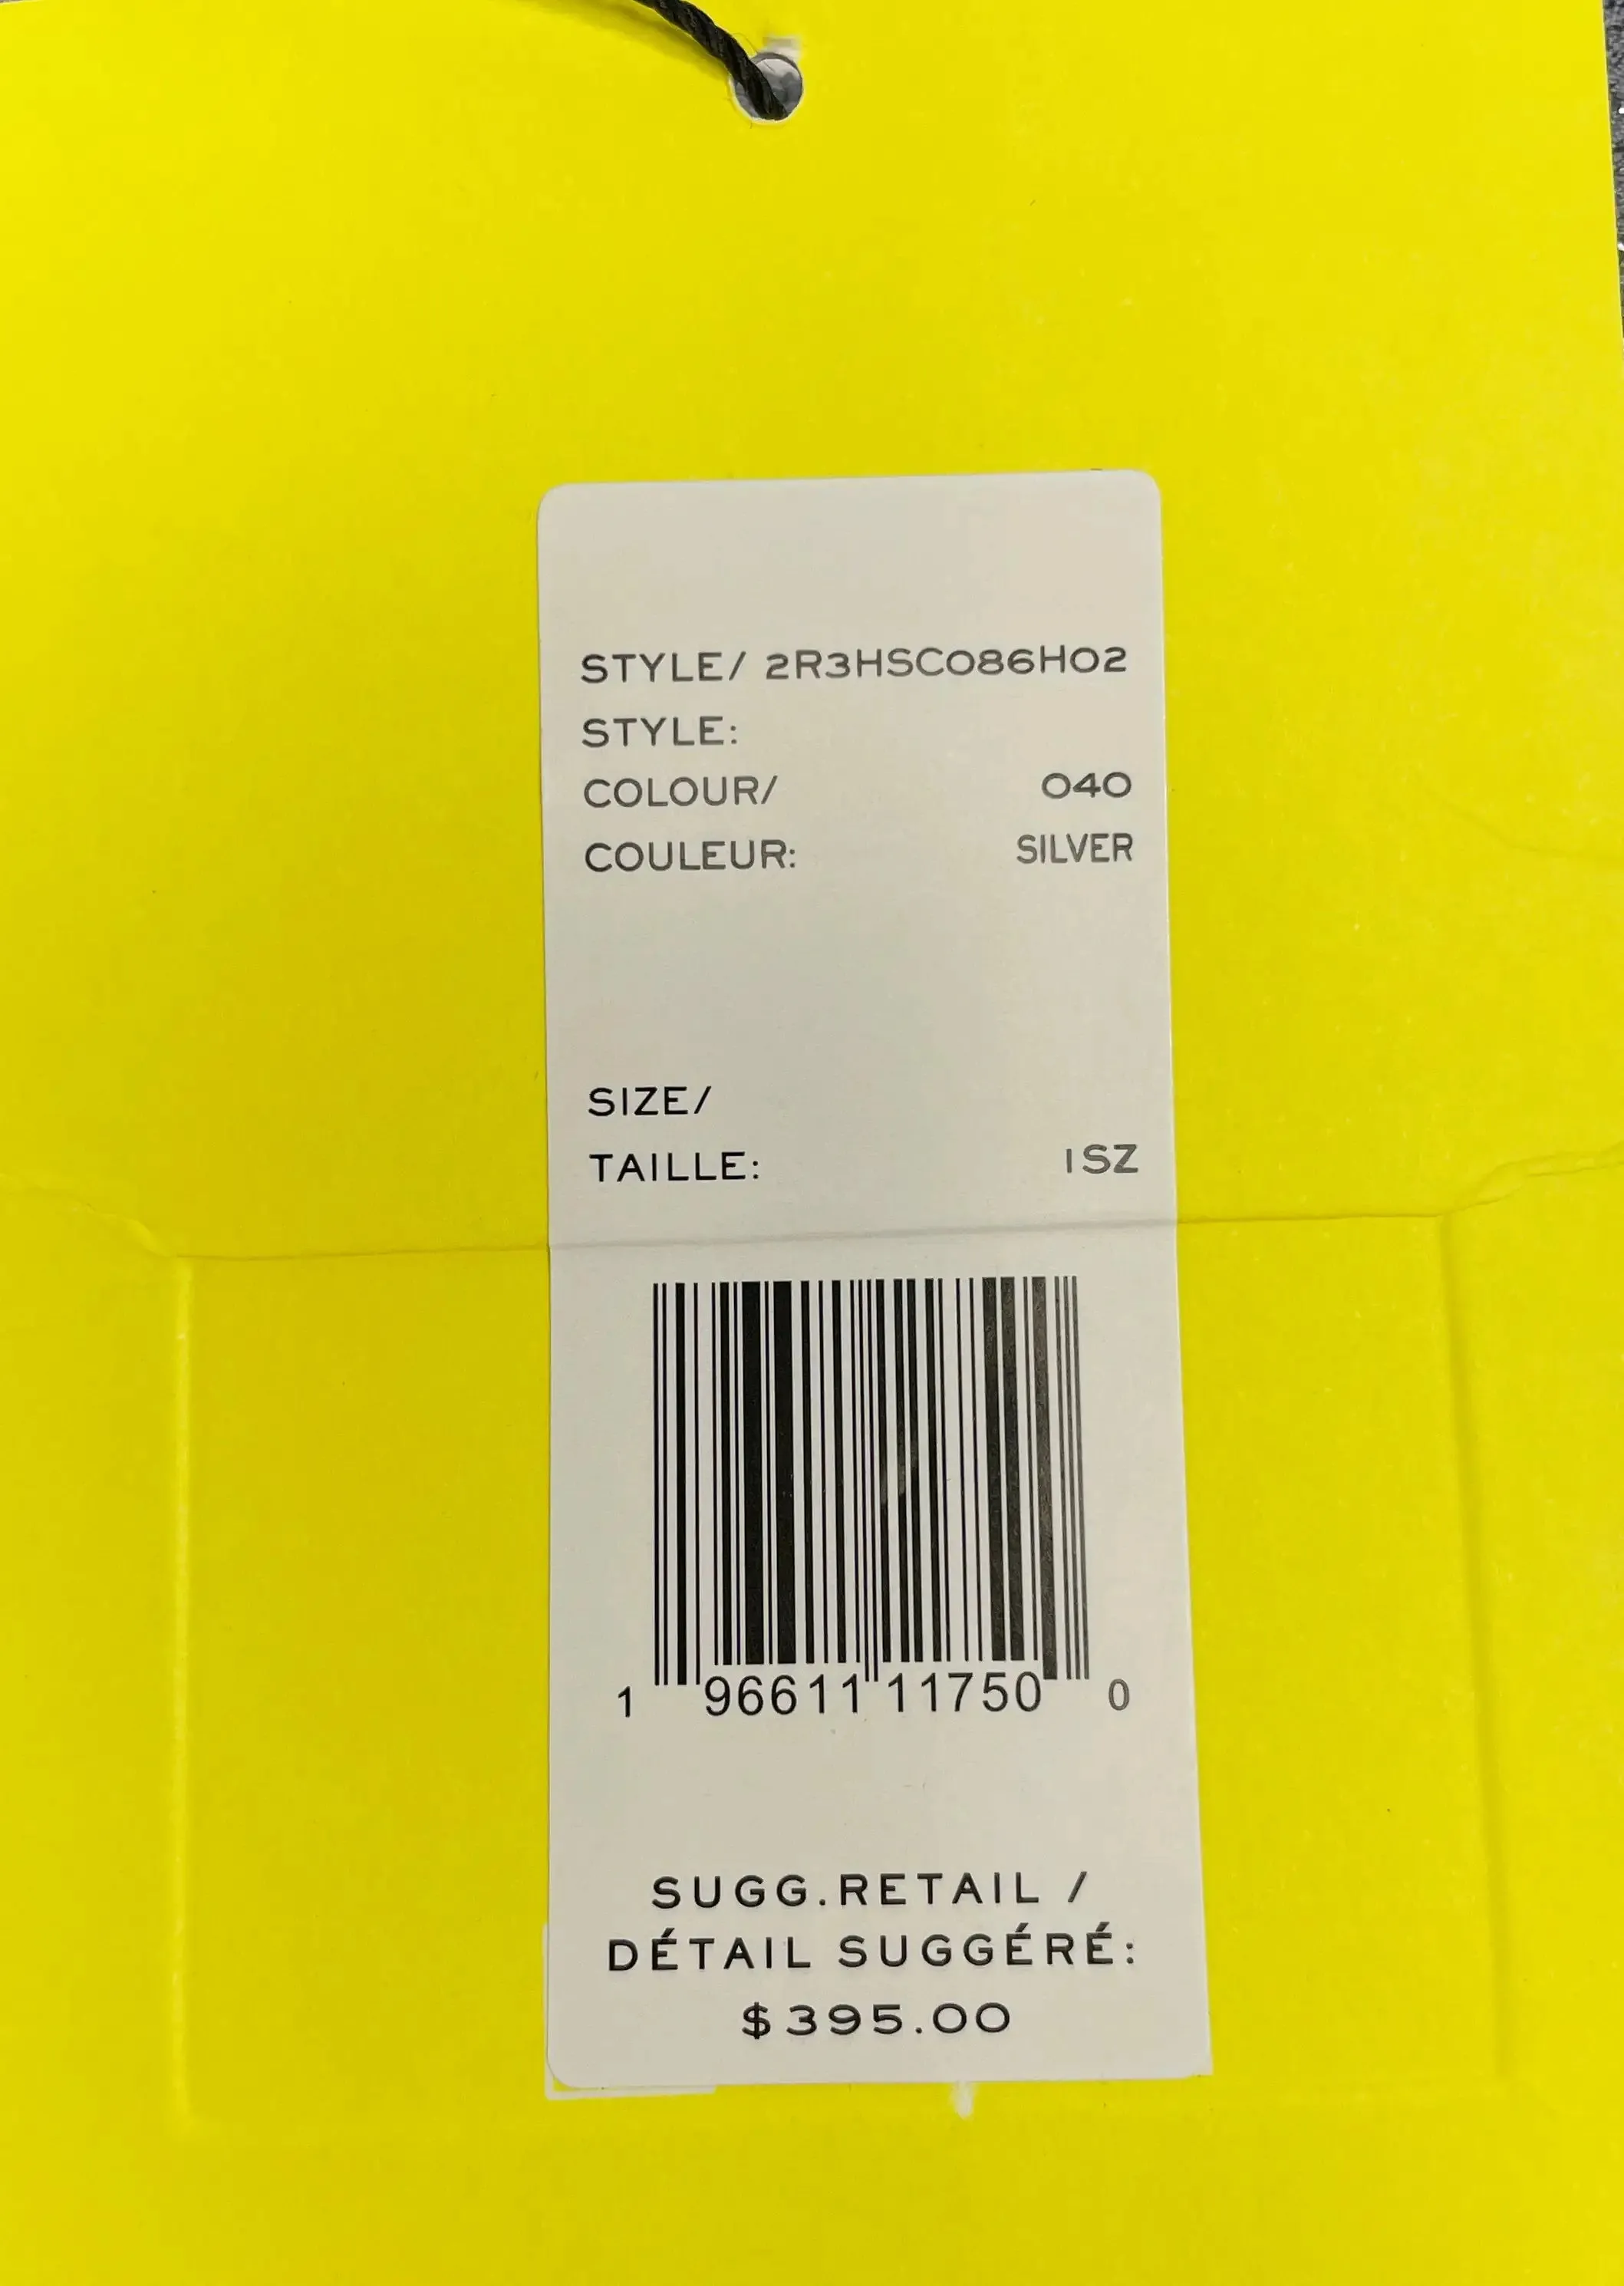 STYLE/ 2R3HSC086H02
STYLE:
COLOUR/ 040
COULEUR: SILVER
SIZE/
TAILLE: 1SZ
1 96611 11750 0
SUGG.RETAIL /
DÉTAIL SUGGÉRÉ:
$395.00